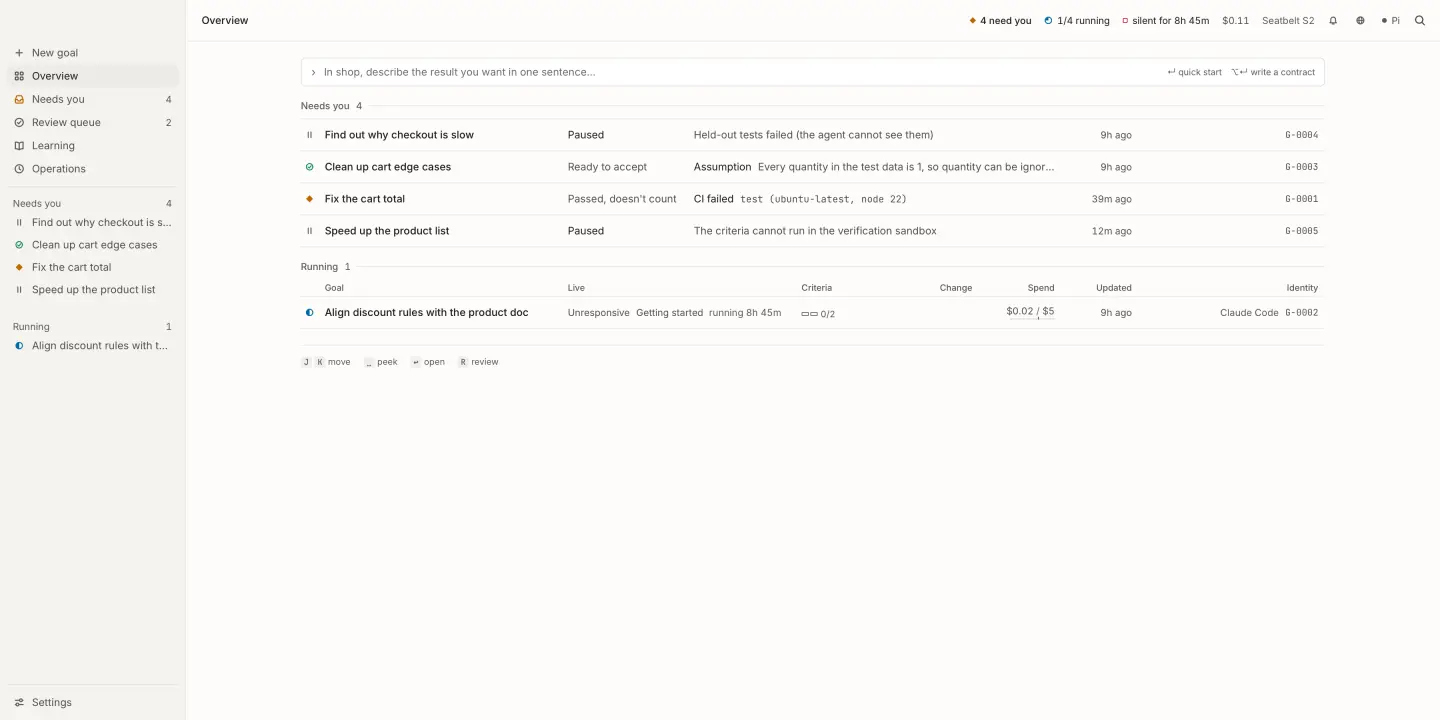 Overview
4 need you 1/4 running silent for 8h 45m $0.11 Seatbelt S2 Pi
New goal
Overview
Needs you 4
Review queue 2
Learning
Operations
Needs you 4
Find out why checkout is s...
Clean up cart edge cases
Fix the cart total
Speed up the product list
Running 1
Align discount rules with t...
Settings
› In shop, describe the result you want in one sentence... ↵ quick start ⌥↵ write a contract
Needs you 4
Find out why checkout is slow Paused Held-out tests failed (the agent cannot see them) 9h ago G-0004
Clean up cart edge cases Ready to accept Assumption Every quantity in the test data is 1, so quantity can be ignor... 9h ago G-0003
Fix the cart total Passed, doesn't count CI failed test (ubuntu-latest, node 22) 39m ago G-0001
Speed up the product list Paused The criteria cannot run in the verification sandbox 12m ago G-0005
Running 1
Goal Live Criteria Change Spend Updated Identity
Align discount rules with the product doc Unresponsive Getting started running 8h 45m 0/2 $0.02 / $5 9h ago Claude Code G-0002
J K move ␣ peek ↵ open R review